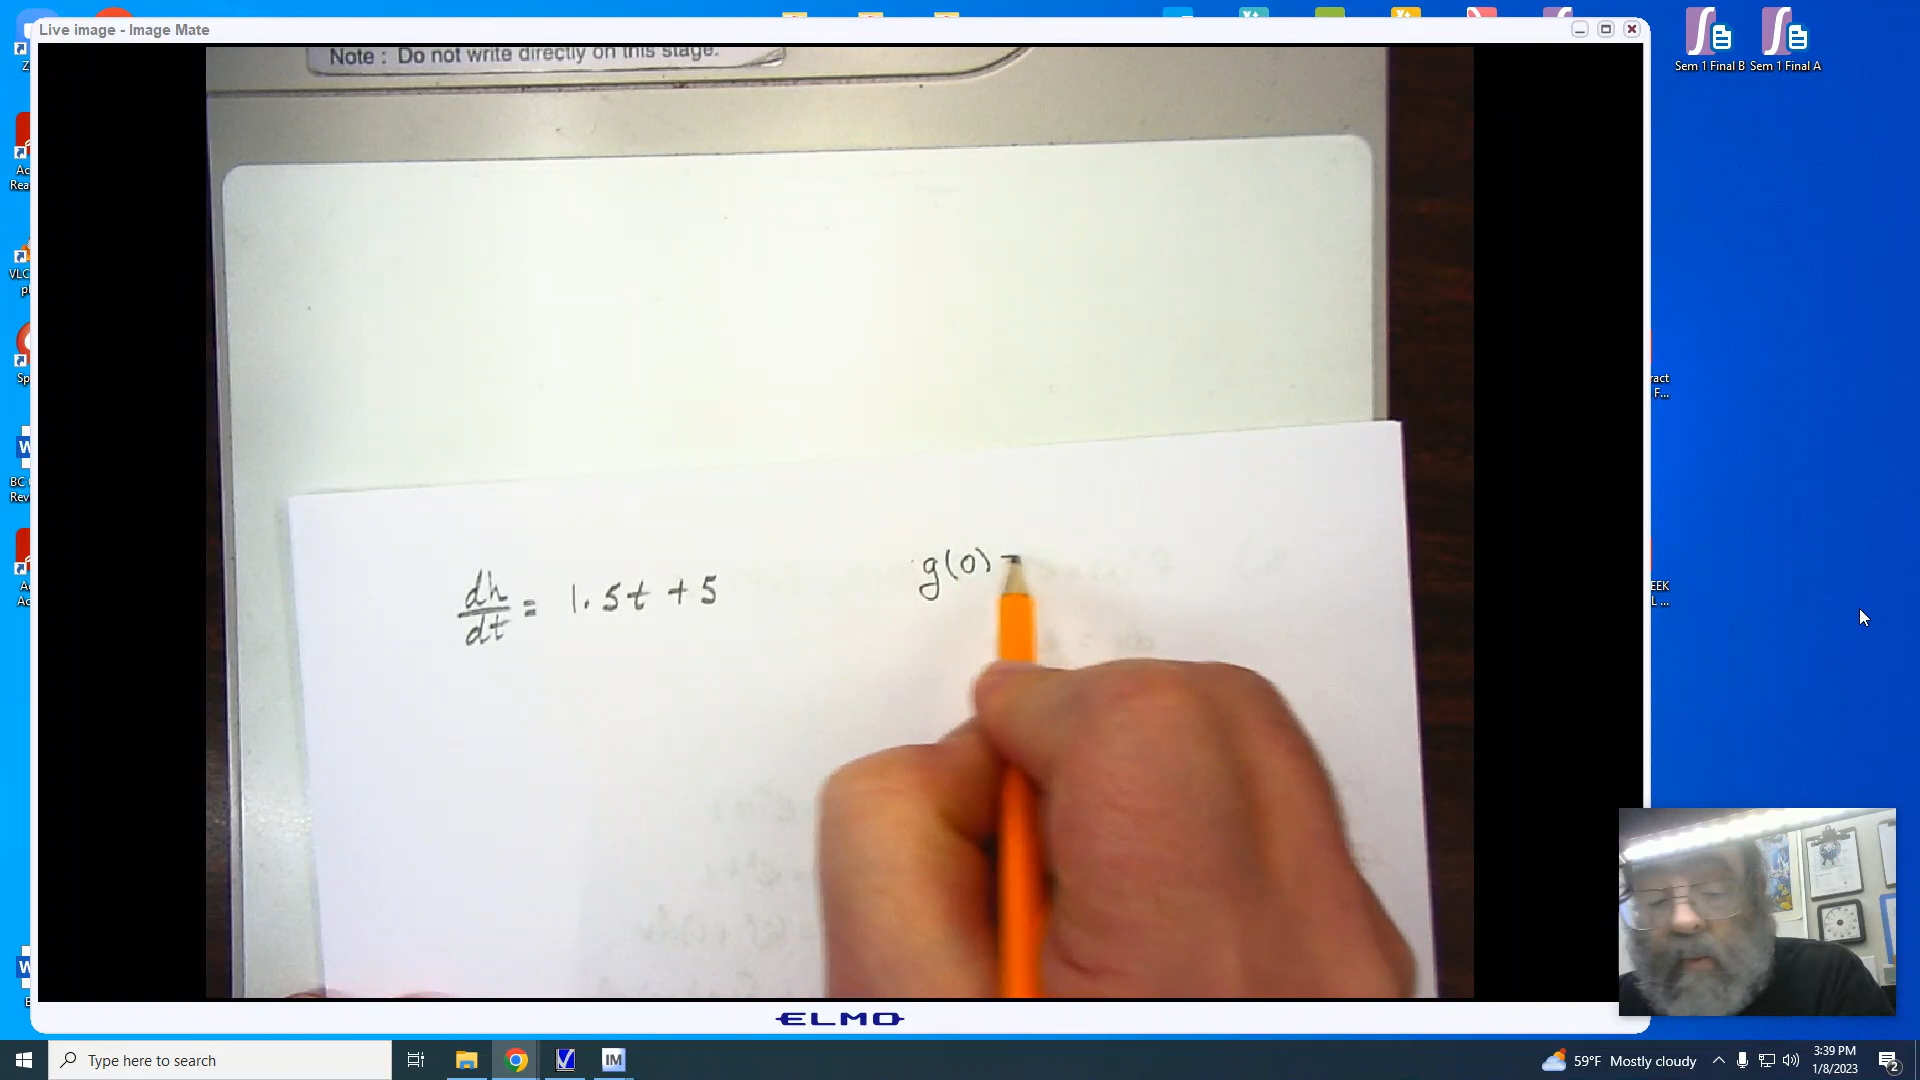 Live image - Image Mate
Note : Do not write directly on this stage.
Sem 1 Final B
Sem 1 Final A
dh/dt = 1.5t + 5
g(0)
ELMO
Type here to search
IM
59°F Mostly cloudy
3:39 PM
1/8/2023
2